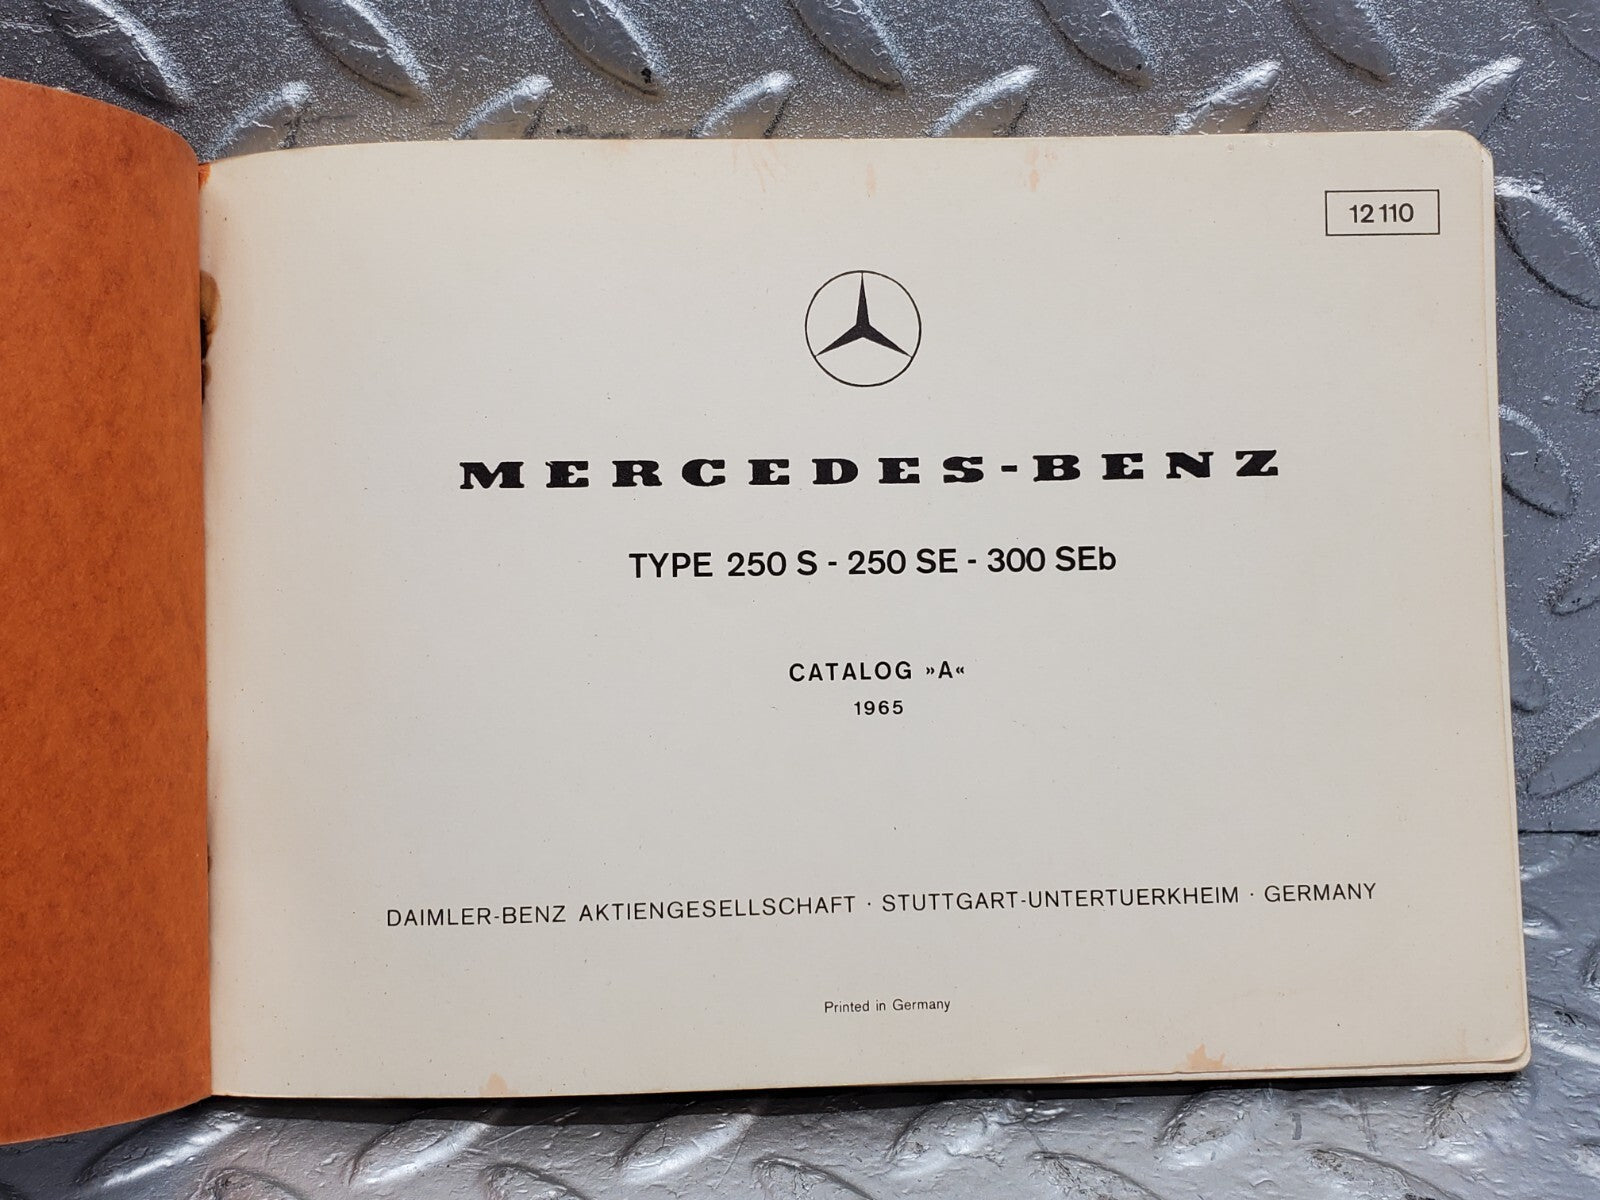 12 110
MERCEDES-BENZ
TYPE 250 S - 250 SE - 300 SEb
CATALOG »A«
1965
DAIMLER-BENZ AKTIENGESELLSCHAFT · STUTTGART-UNTERTUERKHEIM · GERMANY
Printed in Germany